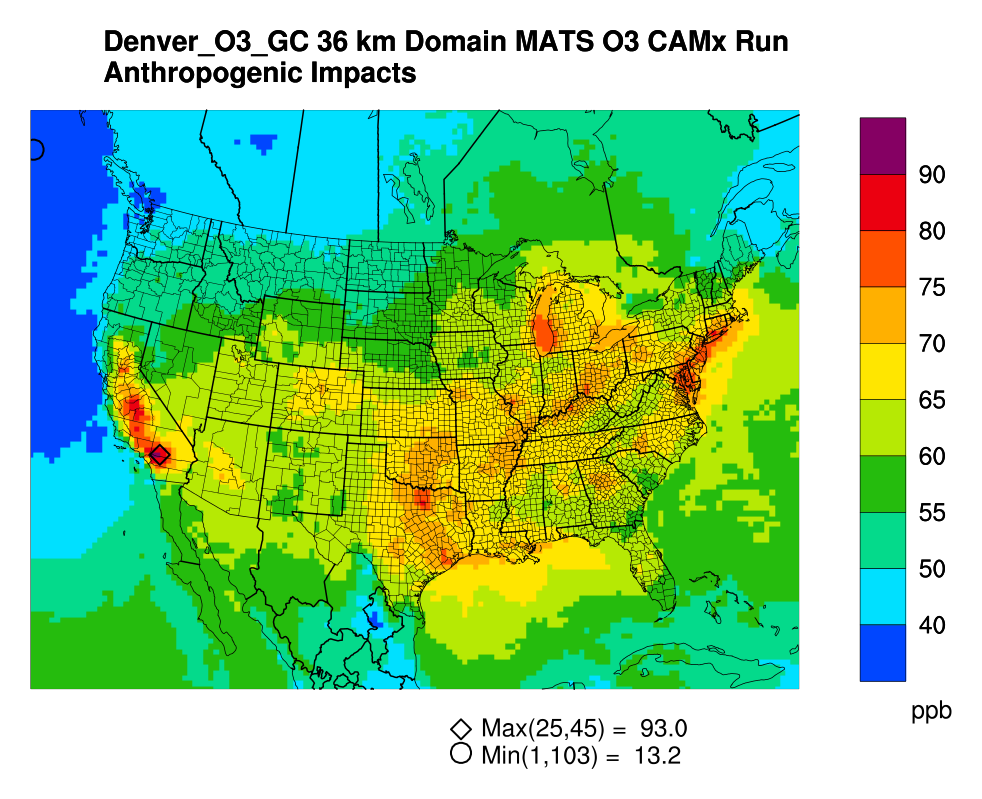 Denver_O3_GC 36 km Domain MATS O3 CAMx Run
Anthropogenic Impacts
90
80
75
70
65
60
55
50
40
ppb
Max(25,45) = 93.0
Min(1,103) = 13.2